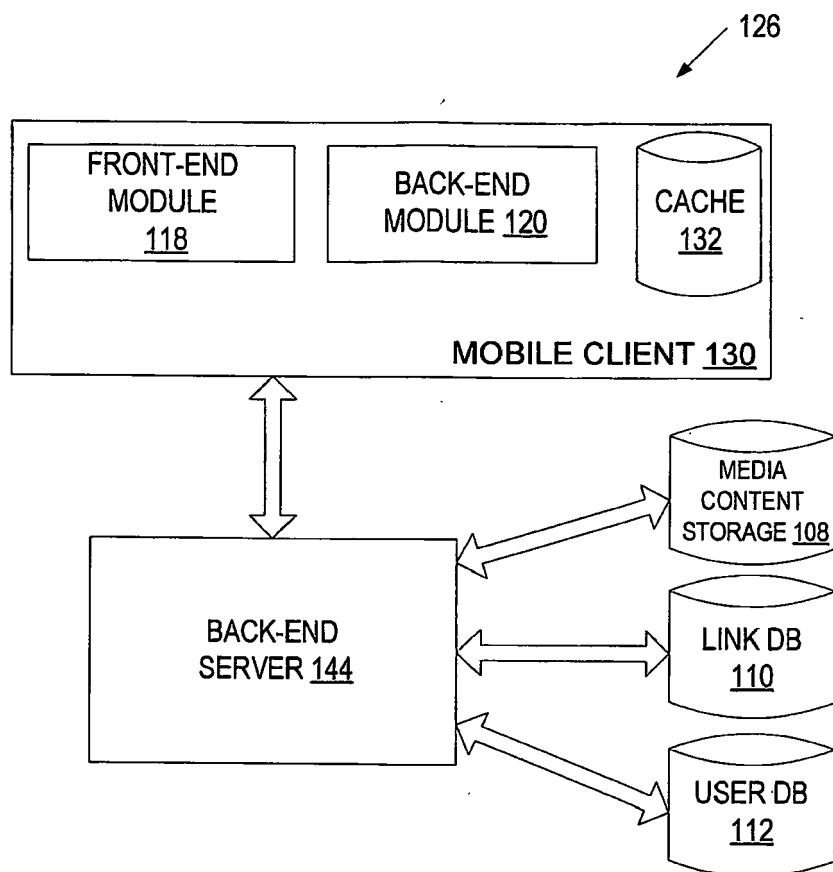 126
FRONT-END
MODULE
118
BACK-END
MODULE 120
CACHE
132
MOBILE CLIENT 130
MEDIA
CONTENT
STORAGE 108
BACK-END
SERVER 144
LINK DB
110
USER DB
112